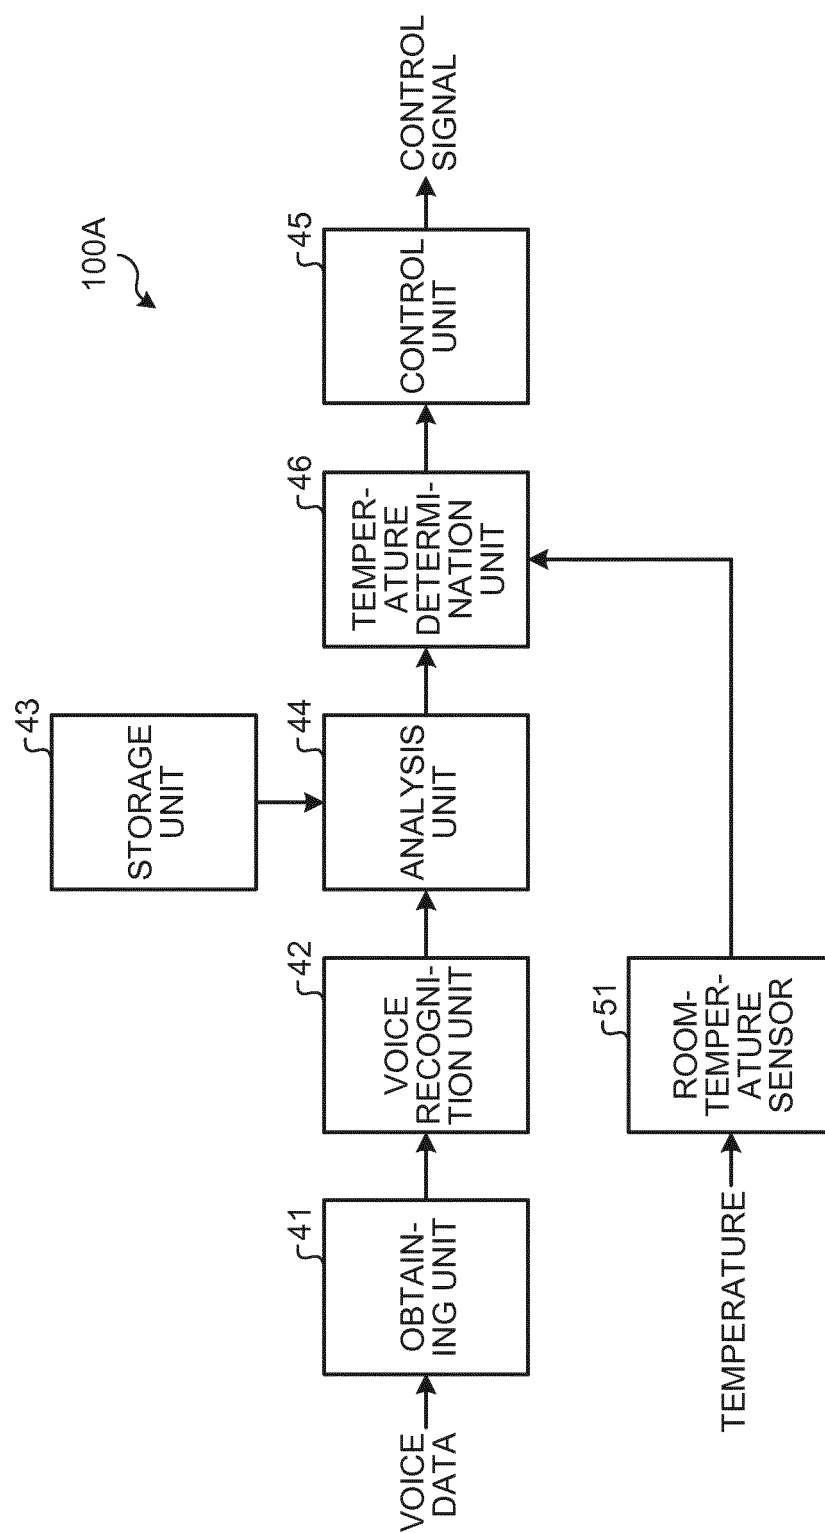 100A
43
STORAGE
UNIT
VOICE
DATA
41
OBTAIN-
ING UNIT
42
VOICE
RECOGNI-
TION UNIT
44
ANALYSIS
UNIT
46
TEMPER-
ATURE
DETERMI-
NATION
UNIT
45
CONTROL
UNIT
CONTROL
SIGNAL
TEMPERATURE
51
ROOM-
TEMPER-
ATURE
SENSOR